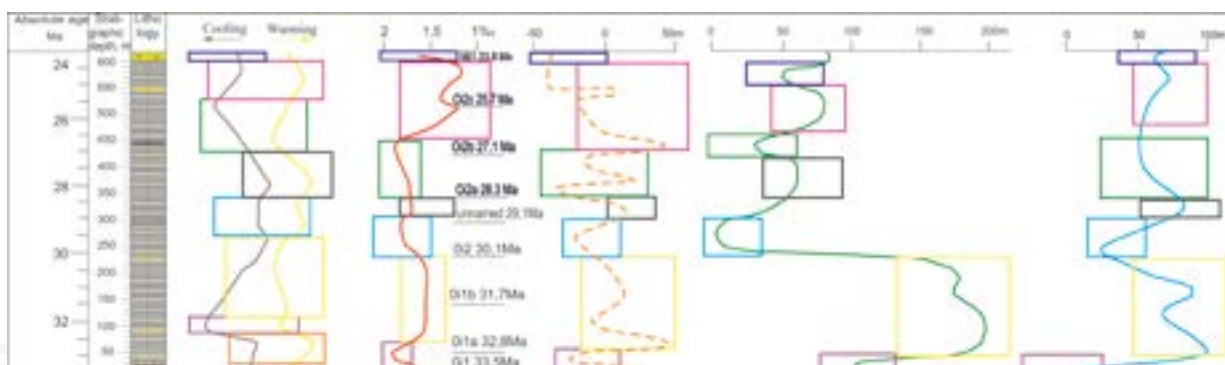 Absolute age Ma
Strati-graphic depth, m
Litho logy
Cooling Warming
2 1,5 1‰
-50 0 50m
0 100 200m
0 50 100m
24
26
28
30
32
600
550
500
450
400
350
300
250
200
150
100
50
Oi2c 25.7 Ma
Oi2b 27,1 Ma
Oi2a 28,3 Ma
unnamed 29,1Ma
Oi2 30,1Ma
Oi1b 31,7Ma
Oi1a 32,8Ma
Oi1 33,5Ma